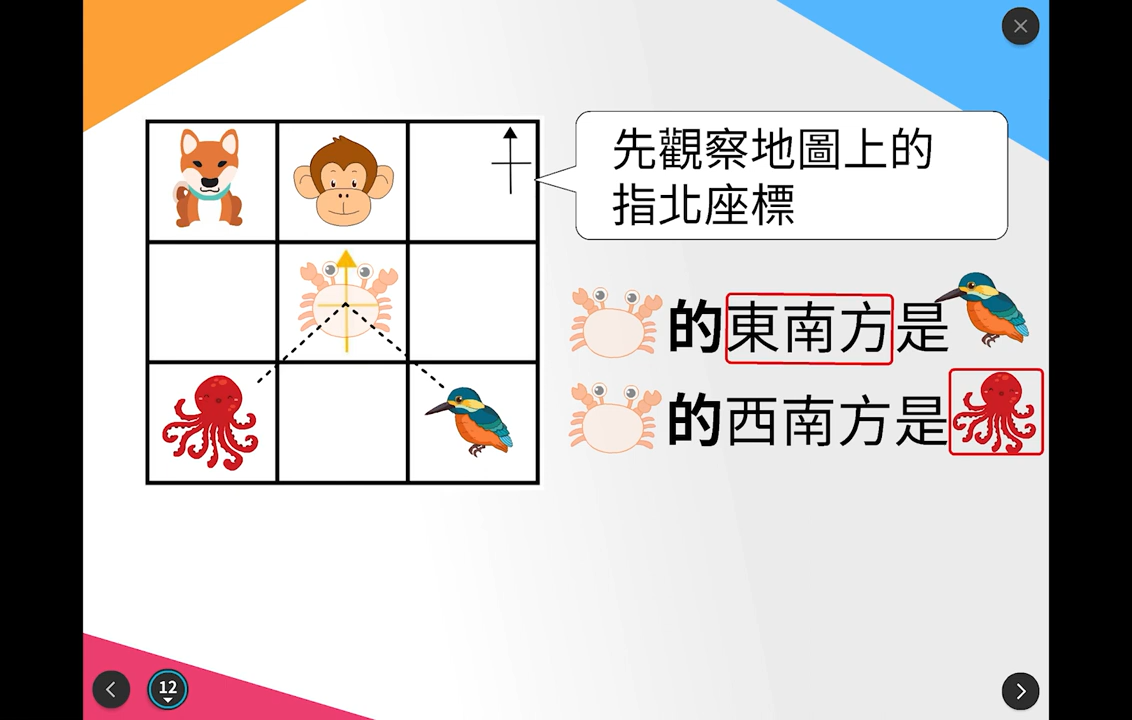 先觀察地圖上的
指北座標
的東南方是
的西南方是
12